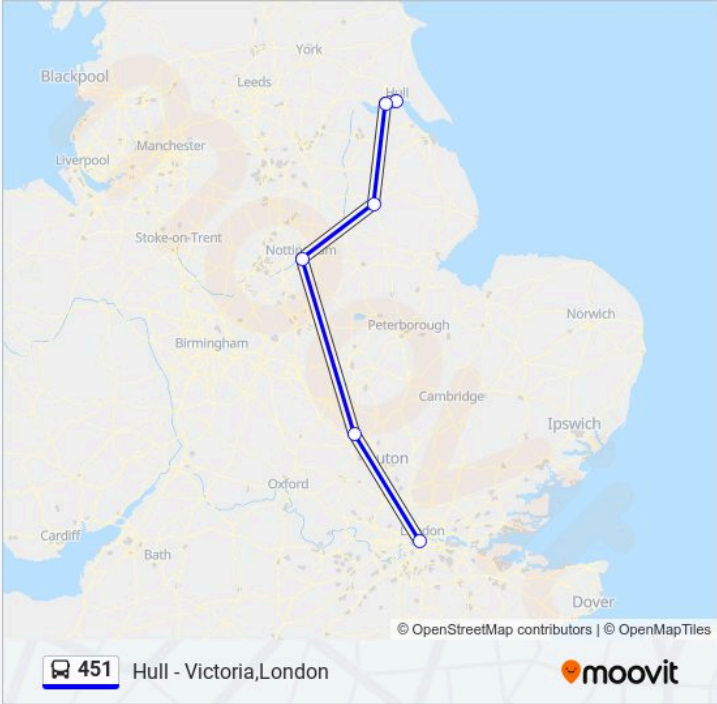 York
Blackpool
Leeds
Hull
Manchester
Liverpool
Stoke-on-Trent
Nottingham
Norwich
Peterborough
Birmingham
Cambridge
Ipswich
uton
Oxford
London
Cardiff
Bath
Dover
© OpenStreetMap contributors | © OpenMapTiles
451 Hull - Victoria,London
moovit